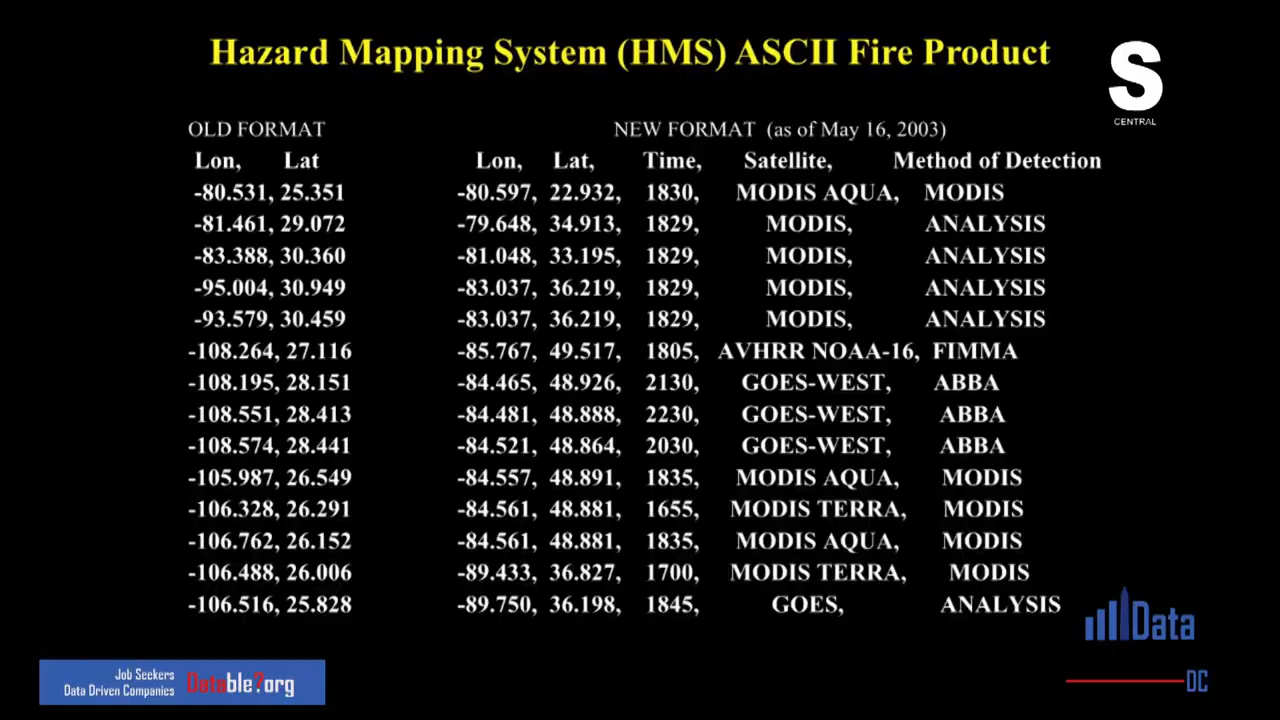 Hazard Mapping System (HMS) ASCII Fire Product
S
CENTRAL
OLD FORMAT NEW FORMAT (as of May 16, 2003)
Lon, Lat Lon, Lat, Time, Satellite, Method of Detection
-80.531, 25.351 -80.597, 22.932, 1830, MODIS AQUA, MODIS
-81.461, 29.072 -79.648, 34.913, 1829, MODIS, ANALYSIS
-83.388, 30.360 -81.048, 33.195, 1829, MODIS, ANALYSIS
-95.004, 30.949 -83.037, 36.219, 1829, MODIS, ANALYSIS
-93.579, 30.459 -83.037, 36.219, 1829, MODIS, ANALYSIS
-108.264, 27.116 -85.767, 49.517, 1805, AVHRR NOAA-16, FIMMA
-108.195, 28.151 -84.465, 48.926, 2130, GOES-WEST, ABBA
-108.551, 28.413 -84.481, 48.888, 2230, GOES-WEST, ABBA
-108.574, 28.441 -84.521, 48.864, 2030, GOES-WEST, ABBA
-105.987, 26.549 -84.557, 48.891, 1835, MODIS AQUA, MODIS
-106.328, 26.291 -84.561, 48.881, 1655, MODIS TERRA, MODIS
-106.762, 26.152 -84.561, 48.881, 1835, MODIS AQUA, MODIS
-106.488, 26.006 -89.433, 36.827, 1700, MODIS TERRA, MODIS
-106.516, 25.828 -89.750, 36.198, 1845, GOES, ANALYSIS
Data
DC
Job Seekers
Data Driven Companies
Datable?org